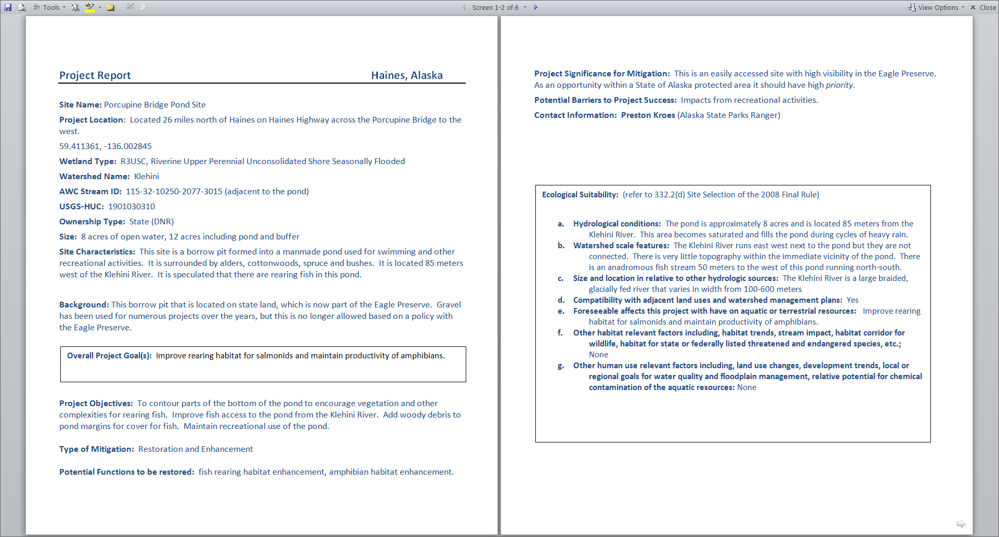 Tools
Screen 1-2 of 6
View Options
Close
Project Report Haines, Alaska
Site Name: Porcupine Bridge Pond Site
Project Location:  Located 26 miles north of Haines on Haines Highway across the Porcupine Bridge to the
west.
59.411361, -136.002845
Wetland Type:  R3USC, Riverine Upper Perennial Unconsolidated Shore Seasonally Flooded
Watershed Name:  Klehini
AWC Stream ID:  115-32-10250-2077-3015 (adjacent to the pond)
USGS-HUC:  1901030310
Ownership Type:  State (DNR)
Size:  8 acres of open water, 12 acres including pond and buffer
Site Characteristics:  This site is a borrow pit formed into a manmade pond used for swimming and other
recreational activities.  It is surrounded by alders, cottonwoods, spruce and bushes.  It is located 85 meters
west of the Klehini River.  It is speculated that there are rearing fish in this pond.
Background: This borrow pit that is located on state land, which is now part of the Eagle Preserve.  Gravel
has been used for numerous projects over the years, but this is no longer allowed based on a policy with
the Eagle Preserve.
Overall Project Goal(s):  Improve rearing habitat for salmonids and maintain productivity of amphibians.
Project Objectives:  To contour parts of the bottom of the pond to encourage vegetation and other
complexities for rearing fish.  Improve fish access to the pond from the Klehini River.  Add woody debris to
pond margins for cover for fish.  Maintain recreational use of the pond.
Type of Mitigation:  Restoration and Enhancement
Potential Functions to be restored:  fish rearing habitat enhancement, amphibian habitat enhancement.
Project Significance for Mitigation:  This is an easily accessed site with high visibility in the Eagle Preserve.
As an opportunity within a State of Alaska protected area it should have high priority.
Potential Barriers to Project Success:  Impacts from recreational activities.
Contact Information:  Preston Kroes (Alaska State Parks Ranger)
Ecological Suitability:  (refer to 332.2(d) Site Selection of the 2008 Final Rule)
a. Hydrological conditions:  The pond is approximately 8 acres and is located 85 meters from the
Klehini River.  This area becomes saturated and fills the pond during cycles of heavy rain.
b. Watershed scale features:  The Klehini River runs east west next to the pond but they are not
connected.  There is very little topography within the immediate vicinity of the pond.  There
is an anadromous fish stream 50 meters to the west of this pond running north-south.
c. Size and location in relative to other hydrologic sources:  The Klehini River is a large braided,
glacially fed river that varies in width from 100-600 meters
d. Compatibility with adjacent land uses and watershed management plans:  Yes
e. Foreseeable affects this project with have on aquatic or terrestrial resources:   Improve rearing
habitat for salmonids and maintain productivity of amphibians.
f. Other habitat relevant factors including, habitat trends, stream impact, habitat corridor for
wildlife, habitat for state or federally listed threatened and endangered species, etc.;
None
g. Other human use relevant factors including, land use changes, development trends, local or
regional goals for water quality and floodplain management, relative potential for chemical
contamination of the aquatic resources: None